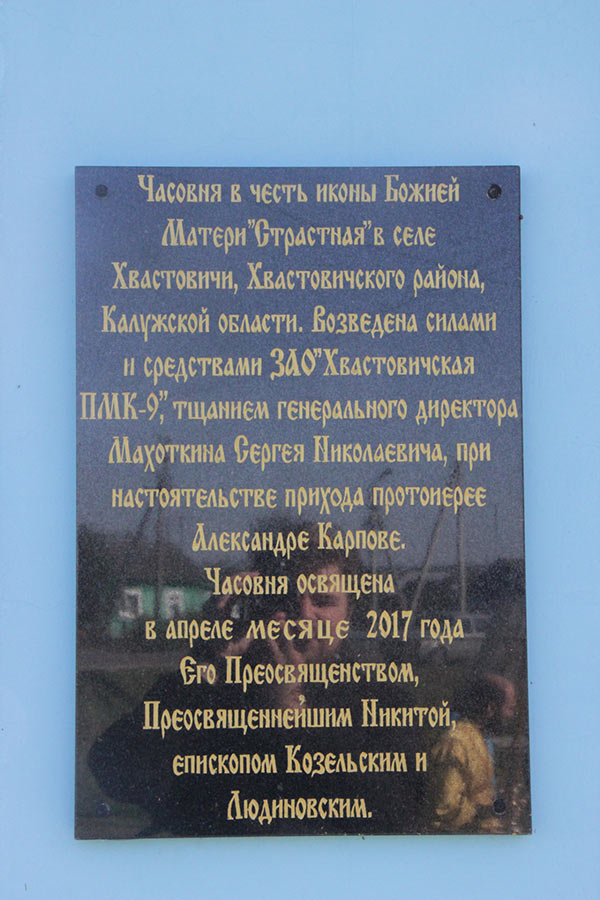 Часовня в честь иконы Божией
Матери"Страстная"в селе
Хвастовичи, Хвастовичского района,
Калужской области. Возведена силами
и средствами ЗАО"Хвастовичская
ПМК-9", тщанием генерального директора
Махоткина Сергея Николаевича, при
настоятельстве прихода протоиерее
Александре Карпове.
Часовня освящена
в апреле месяце 2017 года
Его Преосвященством,
Преосвященнейшим Никитой,
епископом Козельским и
Людиновским.